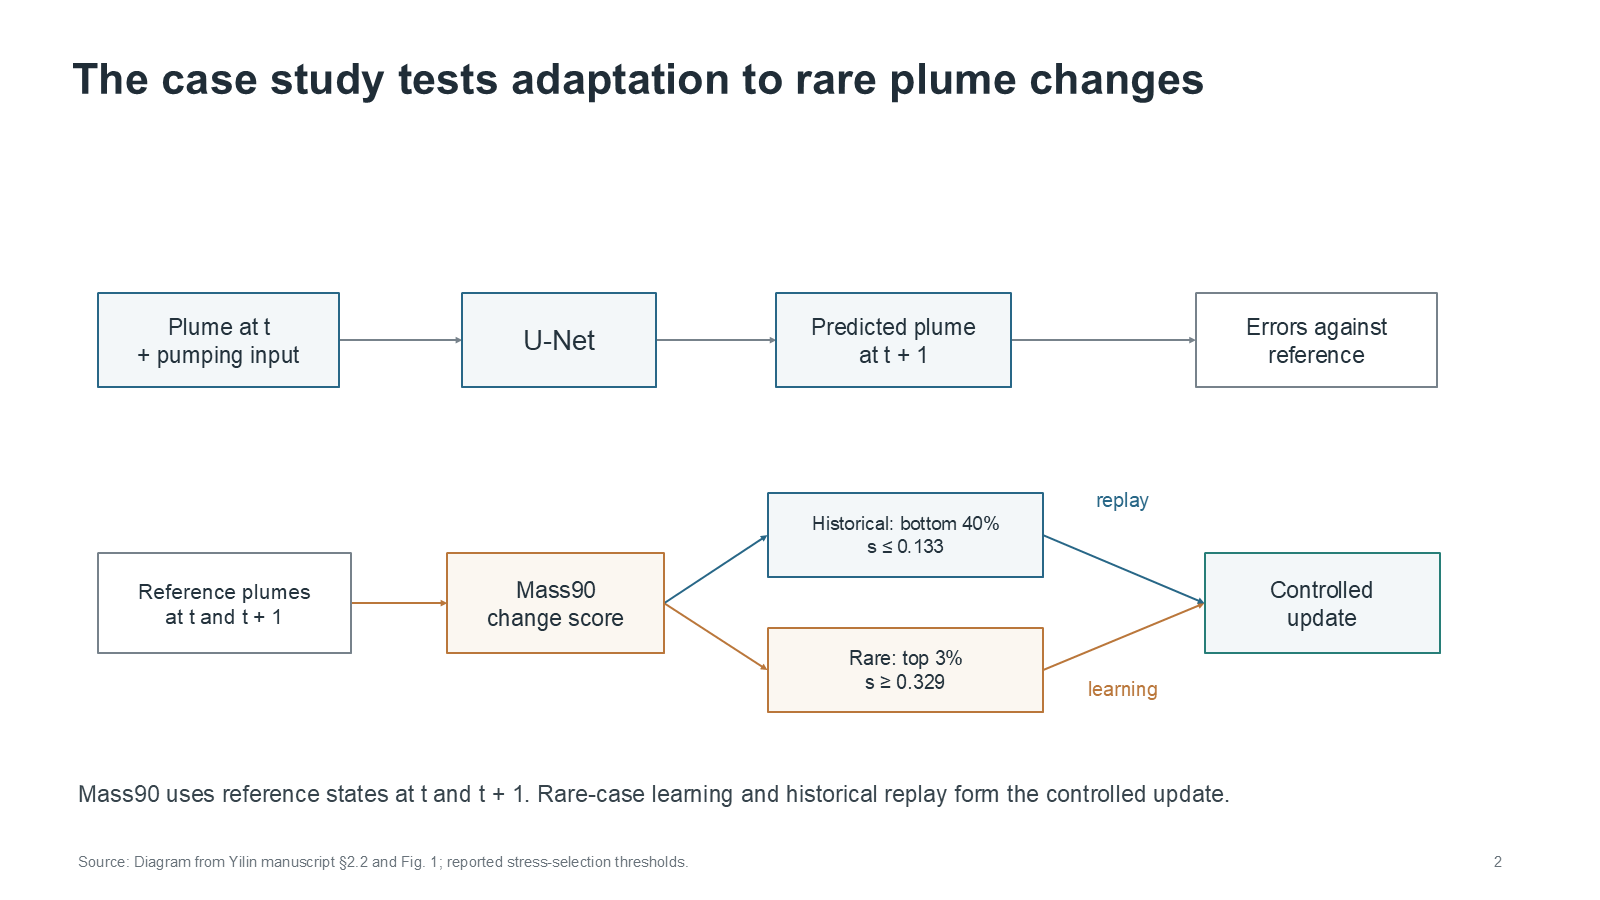 The case study tests adaptation to rare plume changes
Plume at t
+ pumping input
U-Net
Predicted plume
at t + 1
Errors against
reference
Reference plumes
at t and t + 1
Mass90
change score
Historical: bottom 40%
s ≤ 0.133
Rare: top 3%
s ≥ 0.329
replay
learning
Controlled
update
Mass90 uses reference states at t and t + 1. Rare-case learning and historical replay form the controlled update.
Source: Diagram from Yilin manuscript §2.2 and Fig. 1; reported stress-selection thresholds.
2